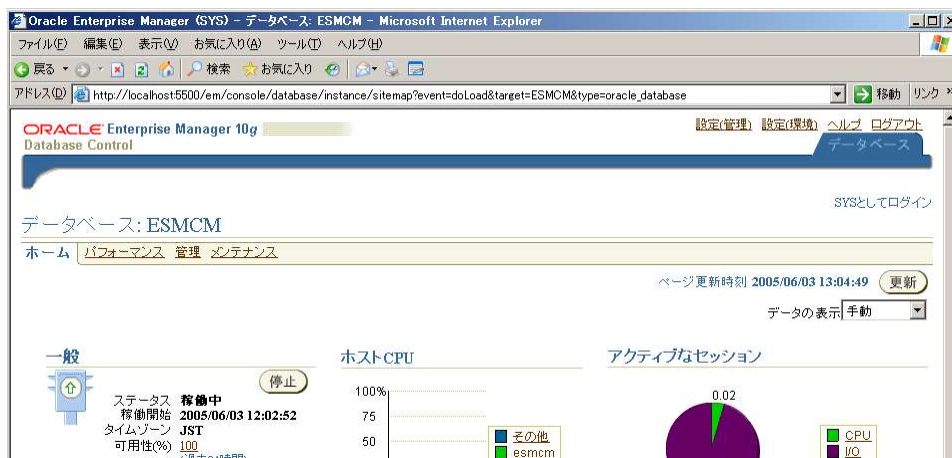 Oracle Enterprise Manager (SYS) - データベース: ESMCM - Microsoft Internet Explorer
ファイル(F) 編集(E) 表示(V) お気に入り(A) ツール(T) ヘルプ(H)
戻る 検索 お気に入り
アドレス(D) http://localhost:5500/em/console/database/instance/sitemap?event=doLoad&target=ESMCM&type=oracle_database 移動 リンク »
ORACLE Enterprise Manager 10g
Database Control
設定(管理) 設定(環境) ヘルプ ログアウト
データベース
SYSとしてログイン
データベース: ESMCM
ホーム パフォーマンス 管理 メンテナンス
ページ更新時刻 2005/06/03 13:04:49 更新
データの表示 手動
一般
停止
ステータス 稼働中
稼働開始 2005/06/03 12:02:52
タイムゾーン JST
可用性(%) 100
(過去24時間)
ホストCPU
100%
75
50
その他
esmcm
アクティブなセッション
0.02
CPU
I/O